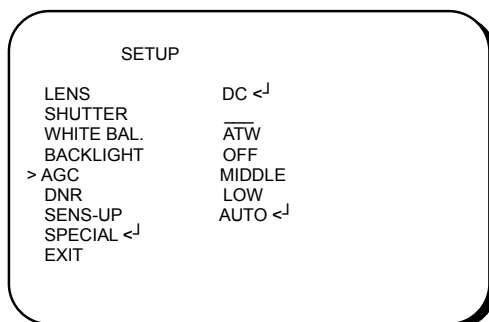 SETUP
LENS DC <┘
SHUTTER ___
WHITE BAL. ATW
BACKLIGHT OFF
> AGC MIDDLE
DNR LOW
SENS-UP AUTO <┘
SPECIAL <┘
EXIT